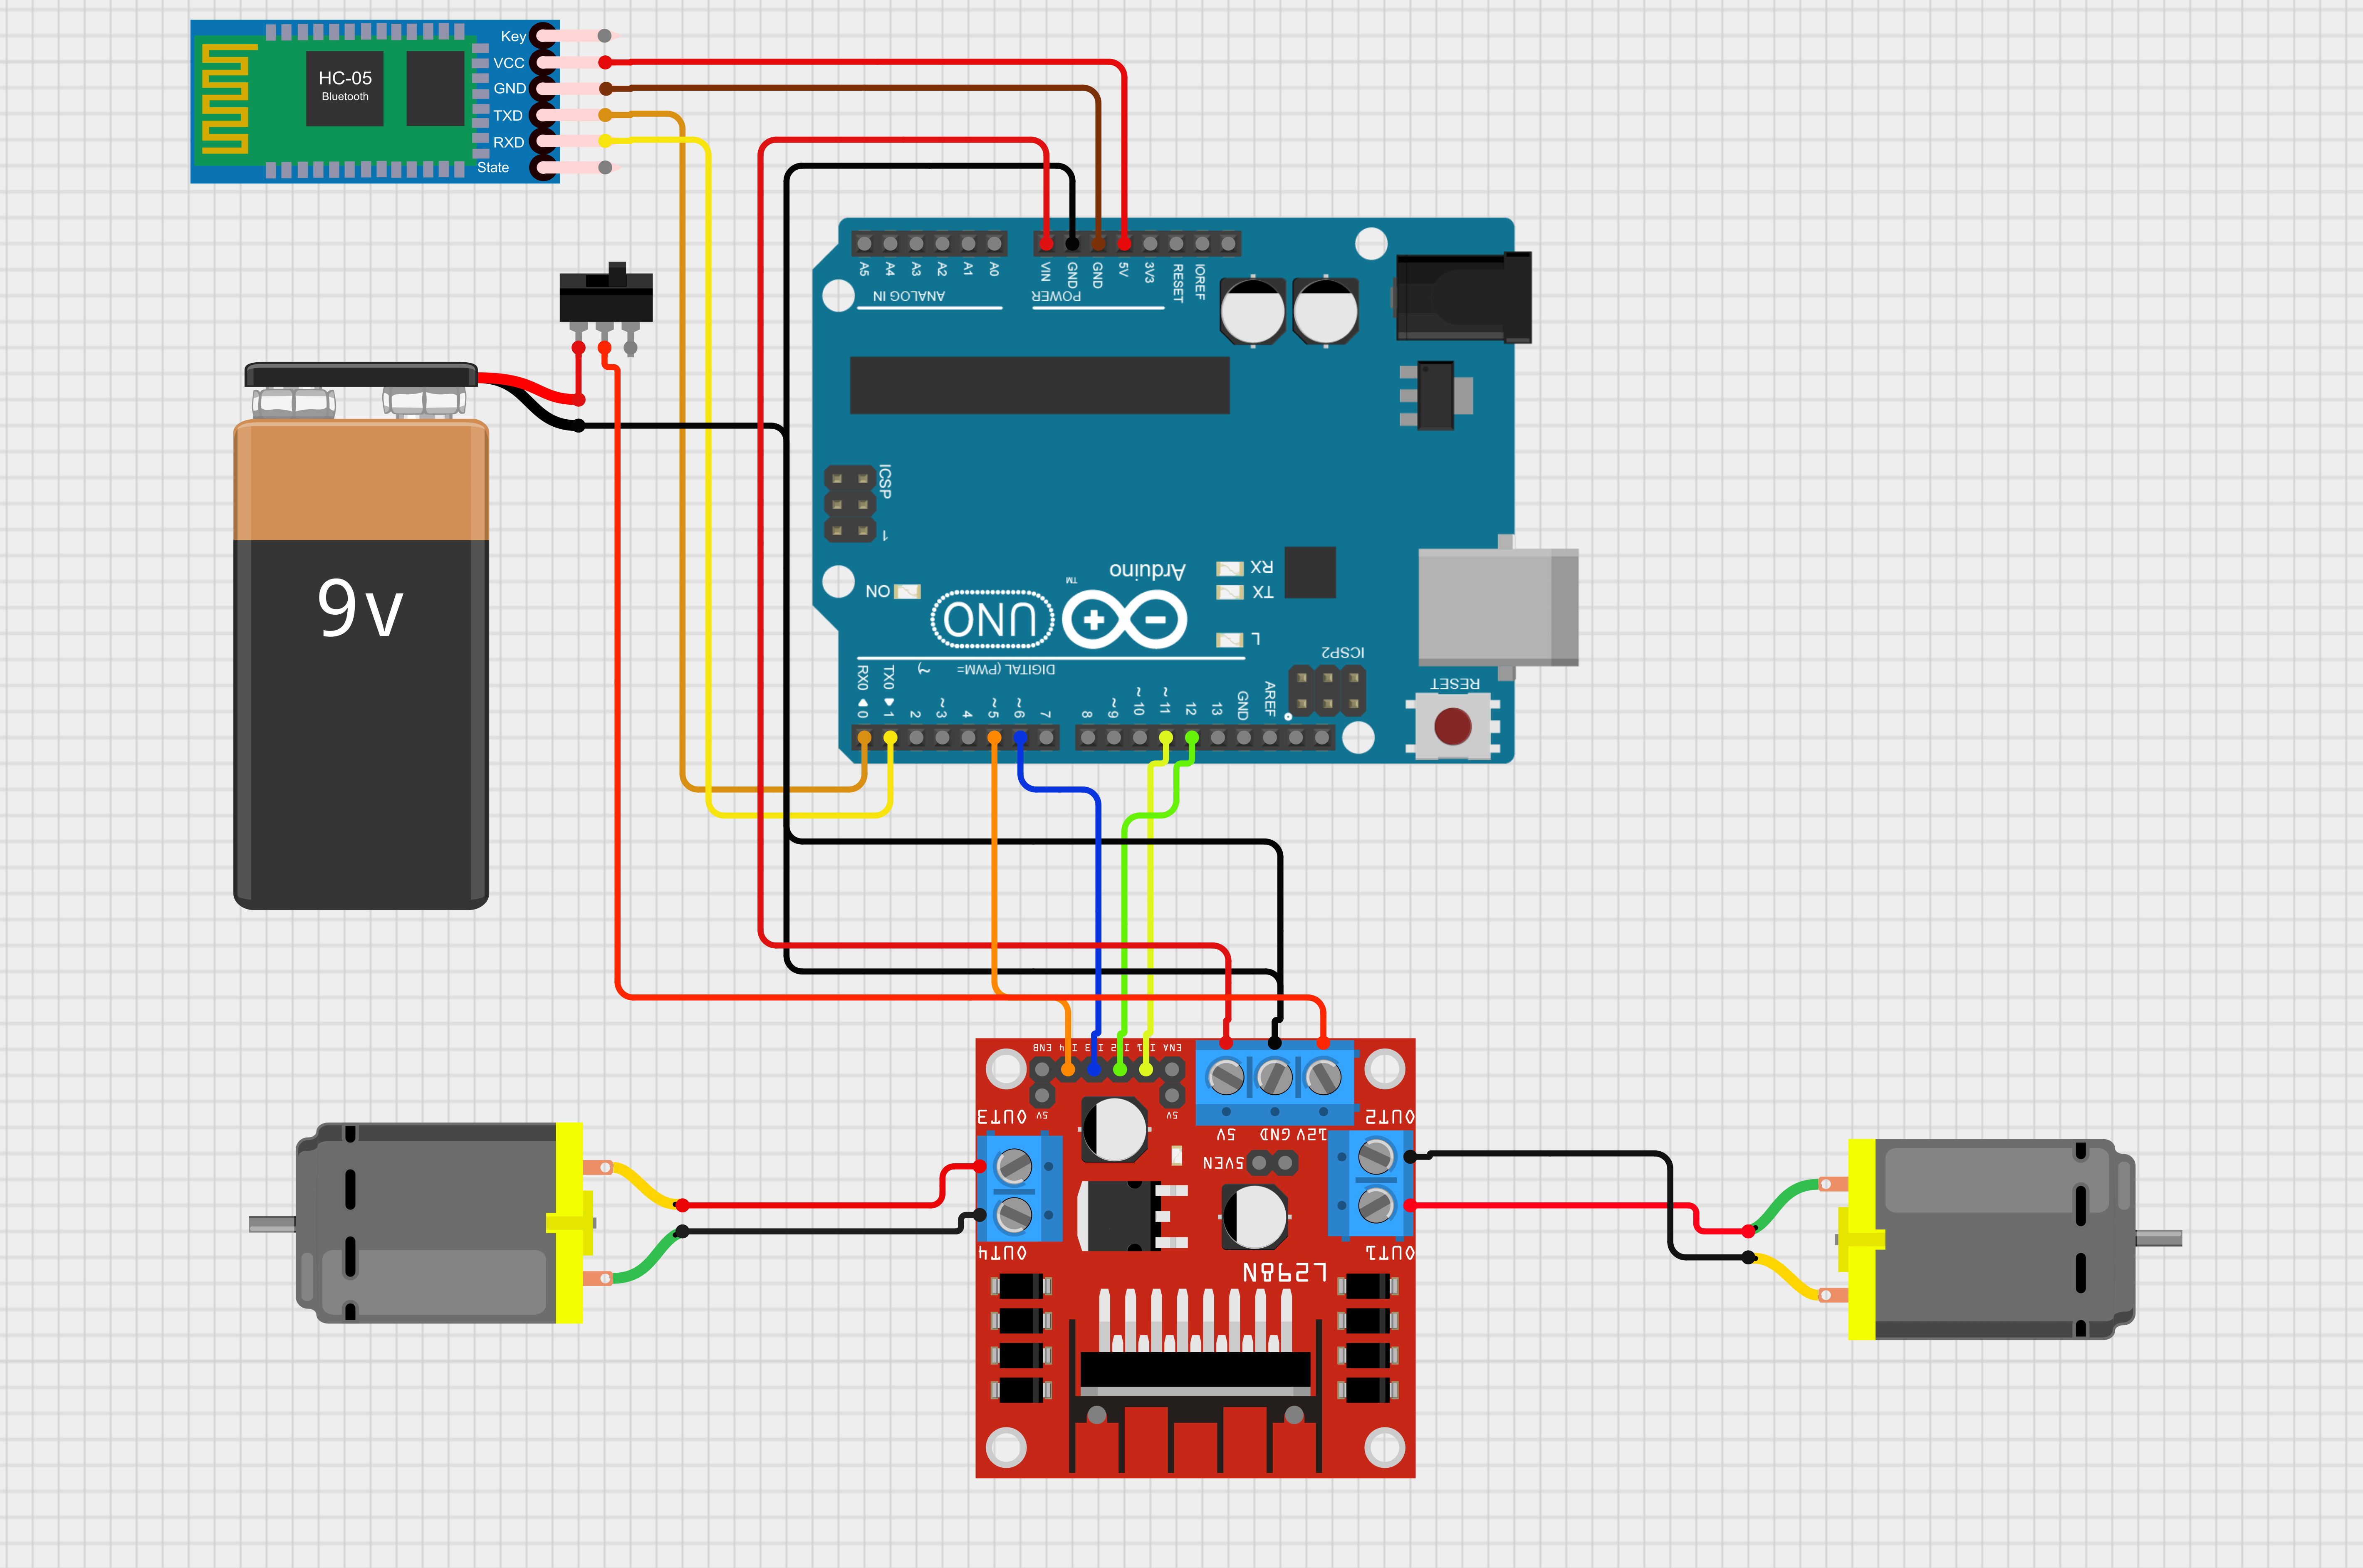 Key
VCC
GND
TXD
RXD
State
HC-05
Bluetooth
9v
A5 A4 A3 A2 A1 A0
ANALOG IN
VIN GND GND 5V 3V3 RESET IOREF
POWER
ICSP
1
ON
UNO
Arduino
TM
RX
TX
L
ICSP2
RESET
DIGITAL (PWM= ~)
RX0 ◀ 0
TX0 ▶ 1
2
~3
4
~5
~6
7
8
~9
~10
~11
12
13
GND
AREF
ENB I4 I3 I2 I1 ENA
5V
5V
OUT3
OUT4
OUT2
OUT1
5V GND 12V
5VEN
L298N